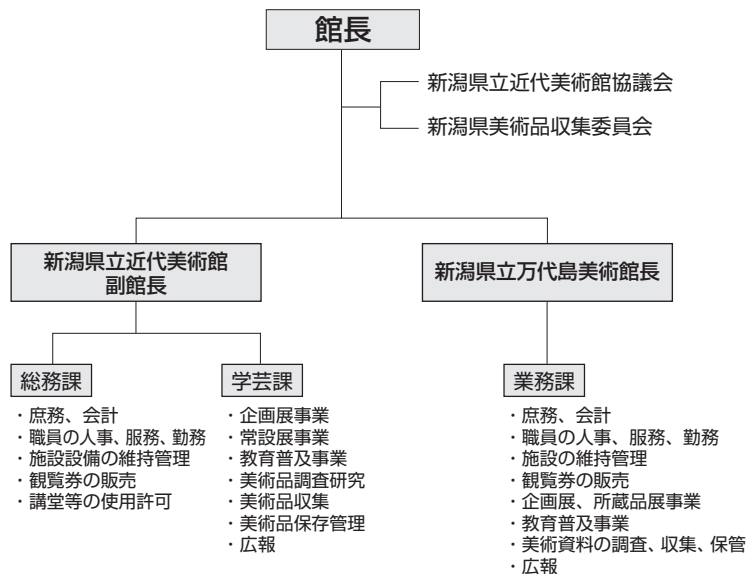 館長
新潟県立近代美術館協議会
新潟県美術品収集委員会
新潟県立近代美術館
副館長
新潟県立万代島美術館長
総務課
・庶務、会計
・職員の人事、服務、勤務
・施設設備の維持管理
・観覧券の販売
・講堂等の使用許可
学芸課
・企画展事業
・常設展事業
・教育普及事業
・美術品調査研究
・美術品収集
・美術品保存管理
・広報
業務課
・庶務、会計
・職員の人事、服務、勤務
・施設の維持管理
・観覧券の販売
・企画展、所蔵品展事業
・教育普及事業
・美術資料の調査、収集、保管
・広報